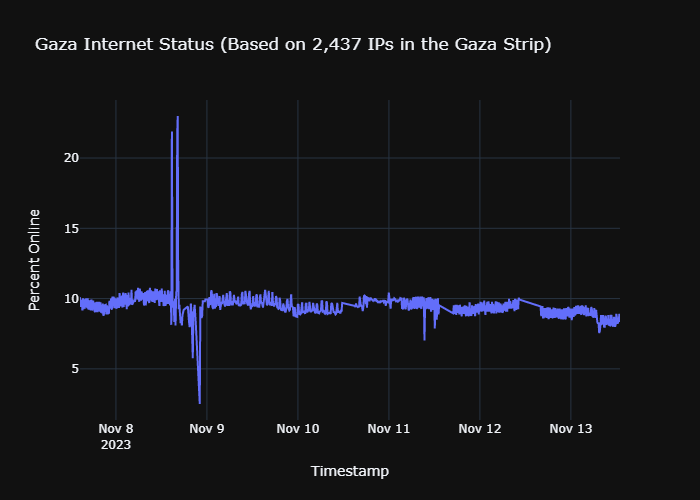 Gaza Internet Status (Based on 2,437 IPs in the Gaza Strip)
Percent Online
20
15
10
5
Nov 8
2023
Nov 9
Nov 10
Nov 11
Nov 12
Nov 13
Timestamp